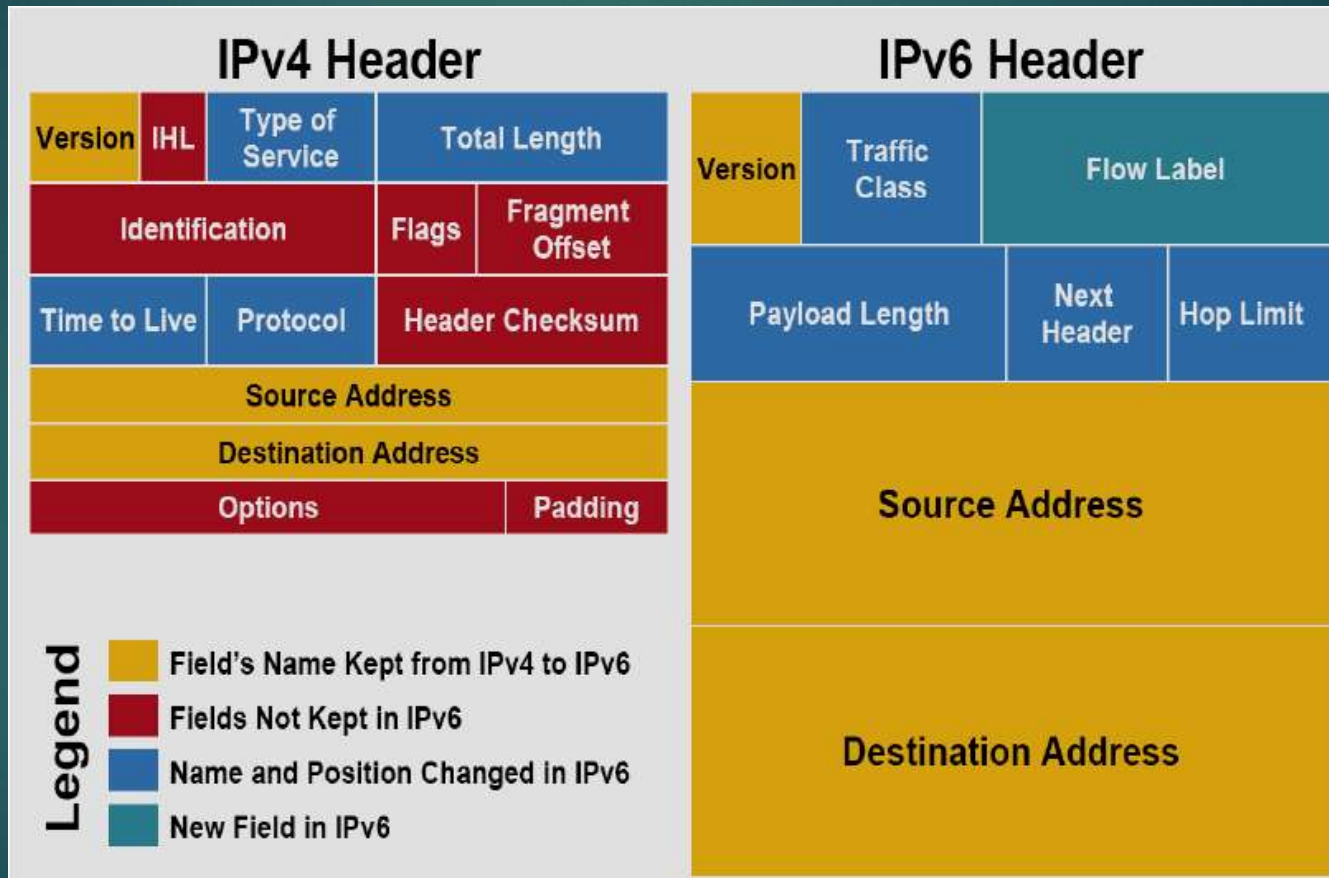 IPv4 Header
Version IHL Type of Service Total Length
Identification Flags Fragment Offset
Time to Live Protocol Header Checksum
Source Address
Destination Address
Options Padding
IPv6 Header
Version Traffic Class Flow Label
Payload Length Next Header Hop Limit
Source Address
Destination Address
Legend
Field's Name Kept from IPv4 to IPv6
Fields Not Kept in IPv6
Name and Position Changed in IPv6
New Field in IPv6